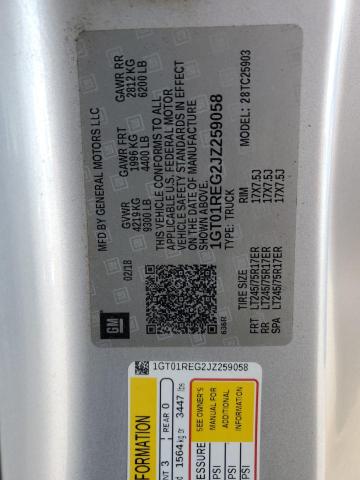 MFD BY GENERAL MOTORS LLC
02/18
GVWR
4219 KG
9300 LB
GAWR FRT
1996 KG
4400 LB
GAWR RR
2812 KG
6200 LB
THIS VEHICLE CONFORMS TO ALL
APPLICABLE U.S. FEDERAL MOTOR
VEHICLE SAFETY STANDARDS IN EFFECT
ON THE DATE OF MANUFACTURE
SHOWN ABOVE.
1GT01REG2JZ259058
TYPE: TRUCK
MODEL: 28TC25903
TIRE SIZE
RIM
FRT LT245/75R17ER 17X7.5J
RR LT245/75R17ER 17X7.5J
SPA LT245/75R17ER 17X7.5J
GM
636R
1GT01REG2JZ259058
FORMATION
NT 3
REAR 0
1564 kg or 3447 lbs
RESSURE
PSI
PSI
PSI
SEE OWNER'S
MANUAL FOR
ADDITIONAL
INFORMATION